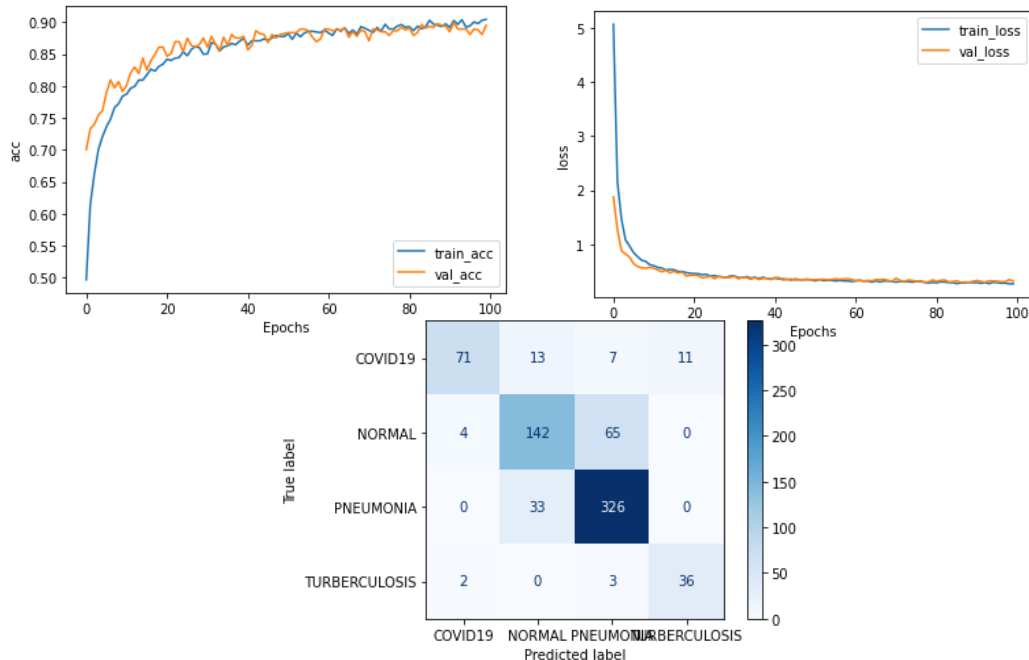 0.90
0.85
0.80
0.75
0.70
0.65
0.60
0.55
0.50
acc
train_acc
val_acc
0 20 40 60 80 100
Epochs
5
4
3
2
1
loss
train_loss
val_loss
0 20 40 60 80 100
Epochs
COVID19 71 13 7 11
NORMAL 4 142 65 0
PNEUMONIA 0 33 326 0
TURBERCULOSIS 2 0 3 36
True label
COVID19 NORMAL PNEUMONIA TURBERCULOSIS
Predicted label
300
250
200
150
100
50
0